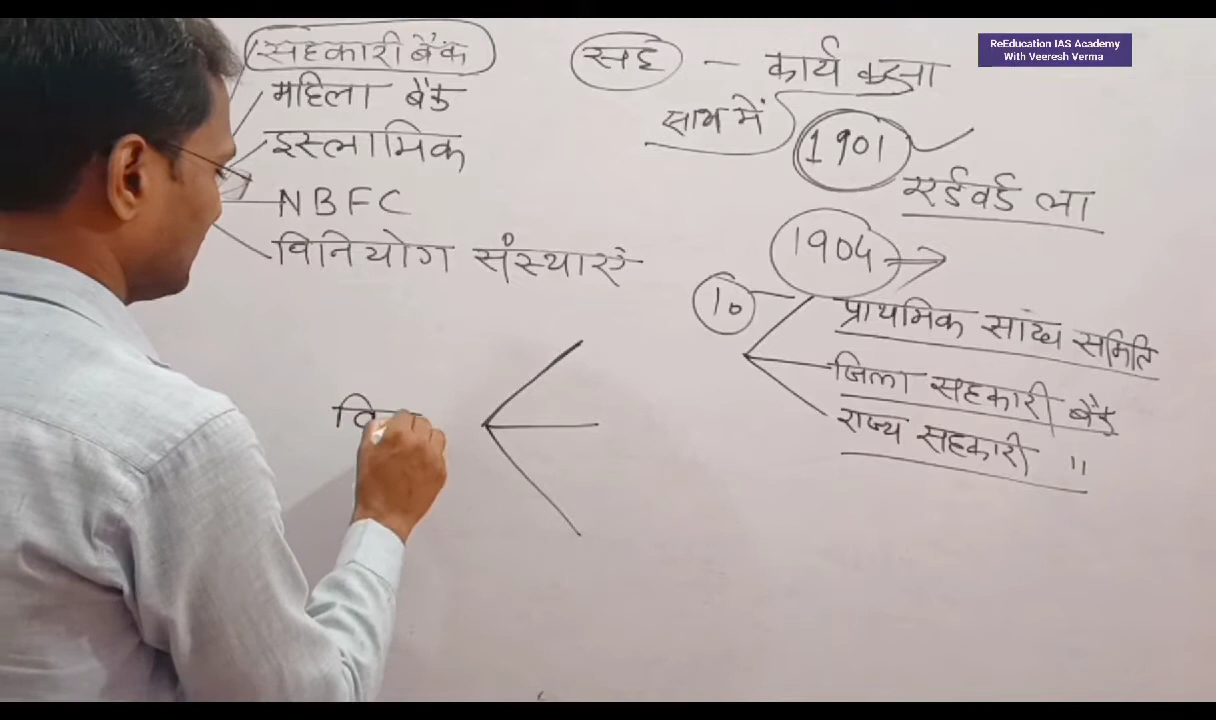 सहकारी बैंक
महिला बैंक
इस्लामिक
NBFC
विनियोग संस्थाएं
सह - कार्य करना
साथ में
1901
एडवर्ड ला
1904 →
10
प्राथमिक साख समिति
जिला सहकारी बैंक
राज्य सहकारी "
वि
ReEducation IAS Academy
With Veeresh Verma